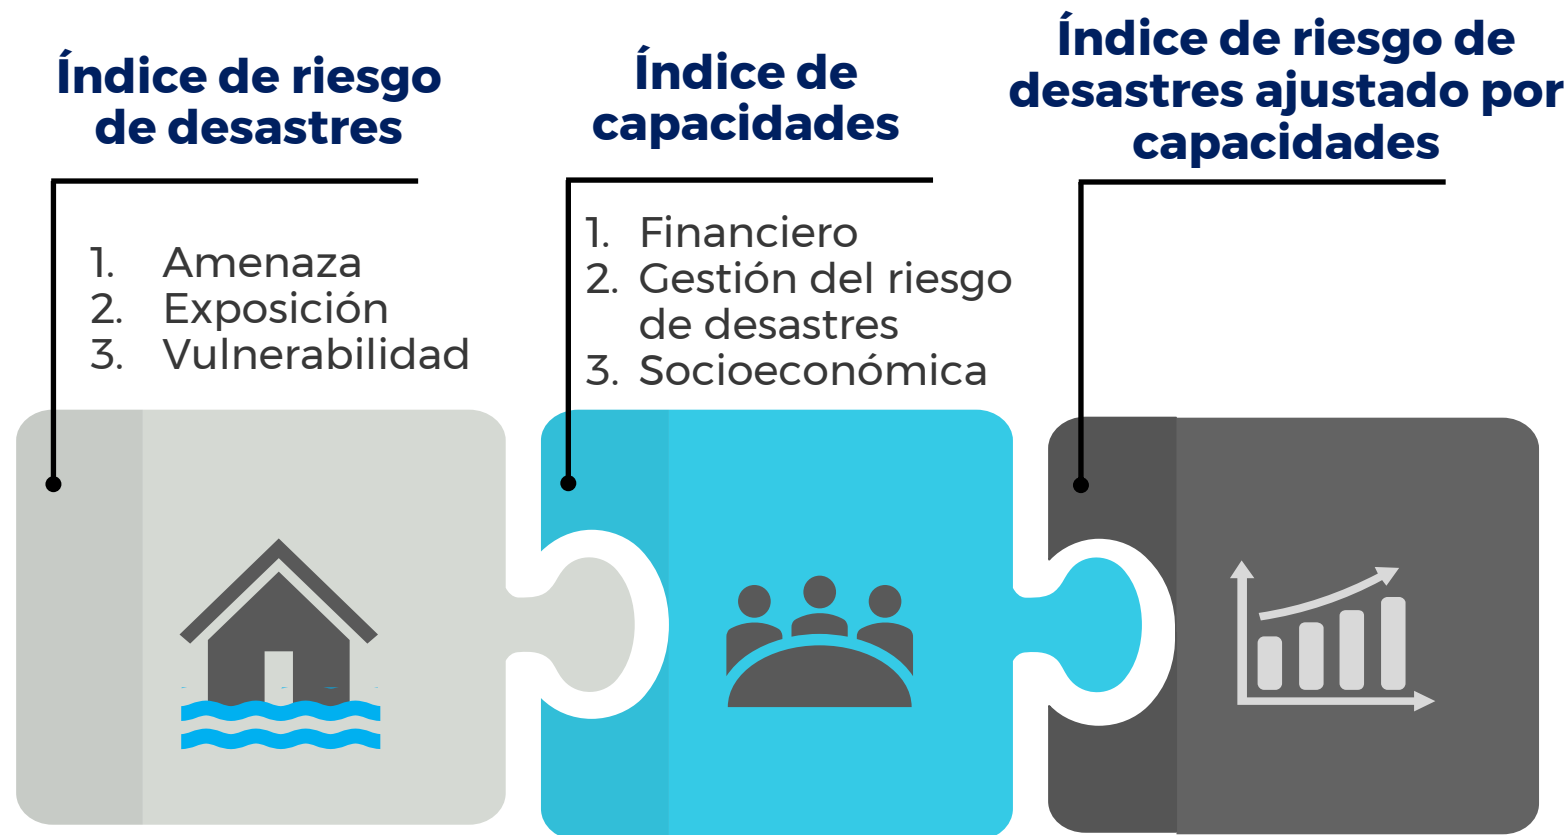 Índice de riesgo
de desastres
1. Amenaza
2. Exposición
3. Vulnerabilidad
Índice de
capacidades
1. Financiero
2. Gestión del riesgo
de desastres
3. Socioeconómica
Índice de riesgo de
desastres ajustado por
capacidades